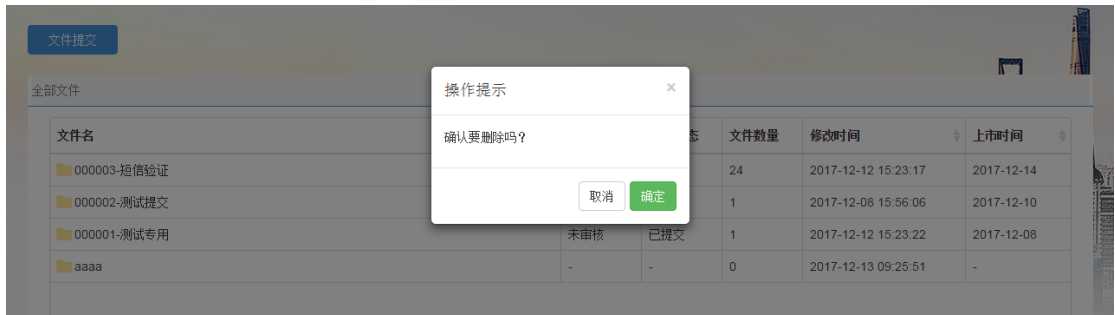 文件提交
全部文件
操作提示 ×
确认要删除吗？
取消 确定
文件名 态 文件数量 修改时间 上市时间
000003-短信验证 24 2017-12-12 15:23:17 2017-12-14
000002-测试提交 1 2017-12-08 15:56:06 2017-12-10
000001-测试专用 未审核 已提交 1 2017-12-12 15:23:22 2017-12-08
aaaa - - 0 2017-12-13 09:25:51 -